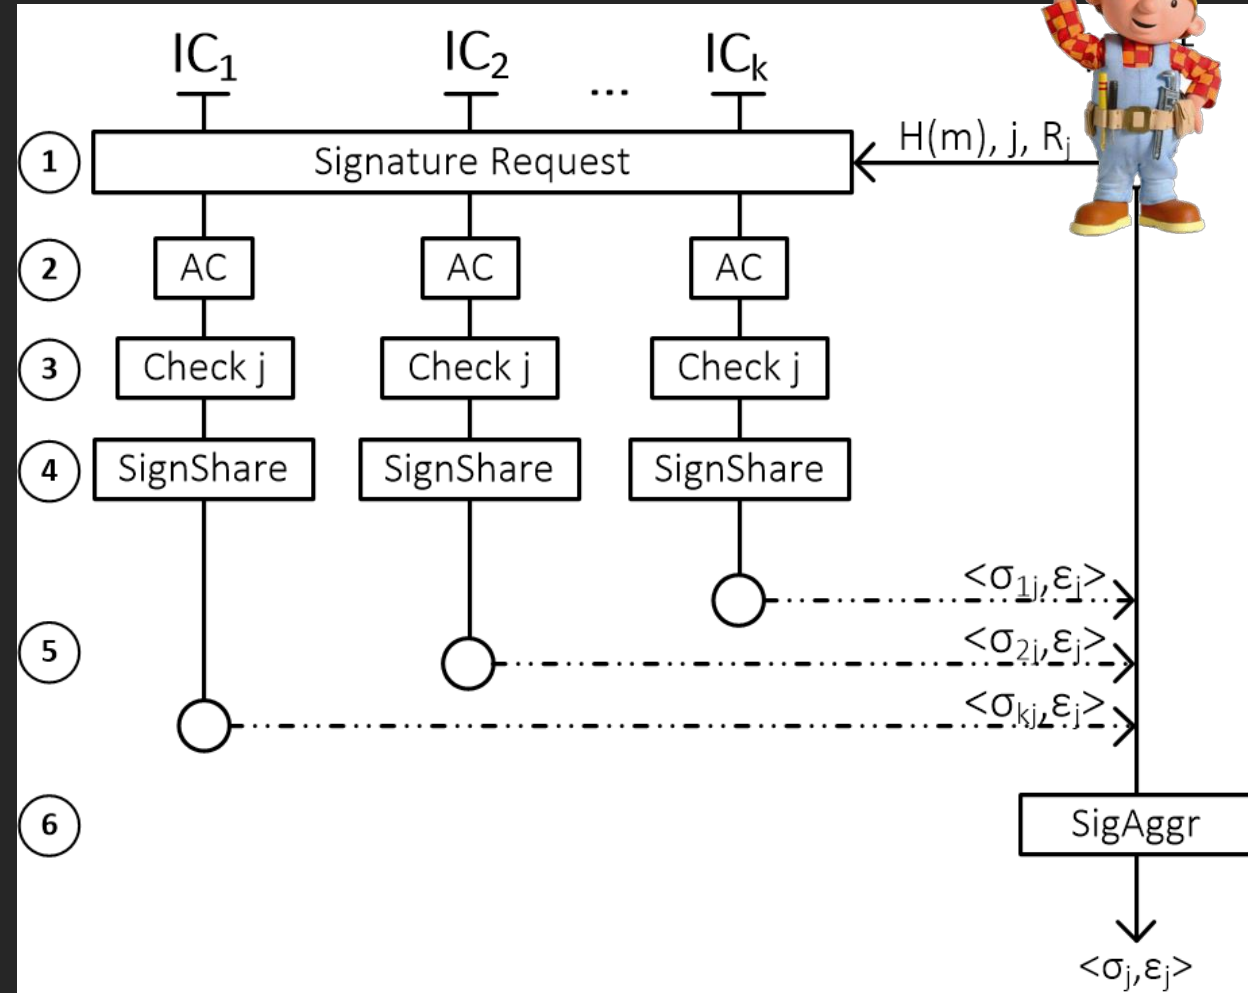 IC₁ IC₂ ... ICₖ
H(m), j, Rⱼ
1 Signature Request
2 AC AC AC
3 Check j Check j Check j
4 SignShare SignShare SignShare
<σ₁ⱼ,εⱼ>
5 <σ₂ⱼ,εⱼ>
<σₖⱼ,εⱼ>
6 SigAggr
<σⱼ,εⱼ>